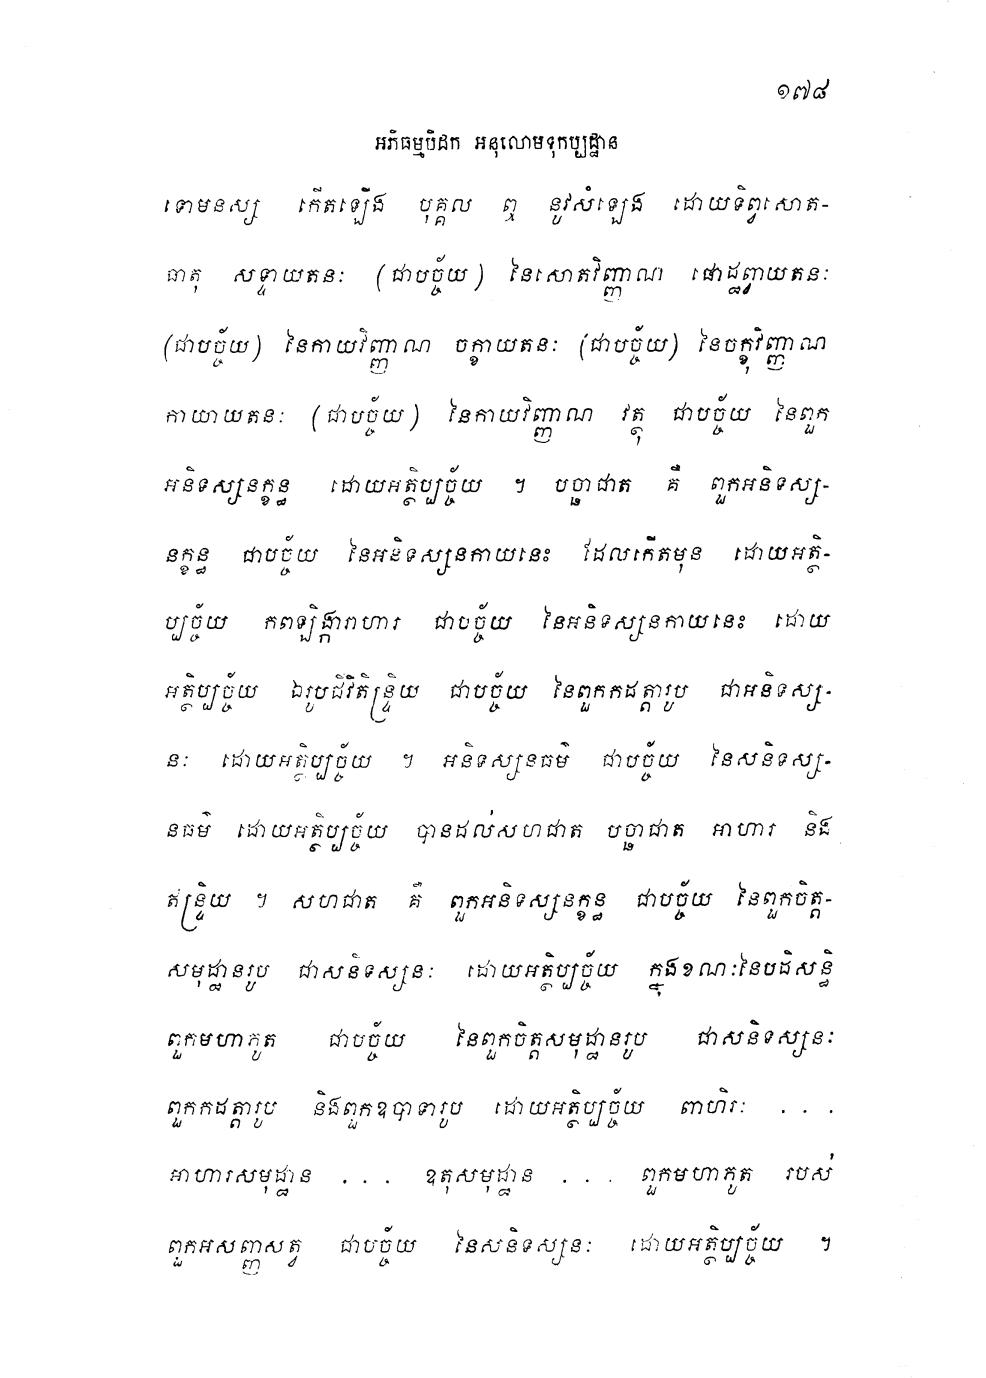 ១៧៨
អភិធម្មបិដក អនុលោមទុកប្បដ្ឋាន
ទោមនស្ស កើតឡើង បុគ្គល ឮ នូវសំឡេង ដោយទិព្វសោត-
ធាតុ សទ្ទាយតនៈ (ជាបច្ច័យ) នៃសោតវិញ្ញាណ ផោដ្ឋព្វាយតនៈ
(ជាបច្ច័យ) នៃកាយវិញ្ញាណ ចក្ខាយតនៈ (ជាបច្ច័យ) នៃចក្ខុវិញ្ញាណ
កាយាយតនៈ (ជាបច្ច័យ) នៃកាយវិញ្ញាណ វត្ថុ ជាបច្ច័យ នៃពួក
អនិទស្សនក្ខន្ធ ដោយអត្ថិប្បច្ច័យ ។ បច្ឆាជាត គឺ ពួកអនិទស្ស-
នក្ខន្ធ ជាបច្ច័យ នៃអនិទស្សនកាយនេះ ដែលកើតមុន ដោយអត្ថិ-
ប្បច្ច័យ កពឡិង្ការាហារ ជាបច្ច័យ នៃអនិទស្សនកាយនេះ ដោយ
អត្ថិប្បច្ច័យ ឯរូបជីវិតិន្ទ្រិយ ជាបច្ច័យ នៃពួកកដត្តារូប ជាអនិទស្ស-
នៈ ដោយអត្ថិប្បច្ច័យ ។ អនិទស្សនធម៌ ជាបច្ច័យ នៃសនិទស្ស-
នធម៌ ដោយអត្ថិប្បច្ច័យ បានដល់សហជាត បច្ឆាជាត អាហារ និង
ឥន្ទ្រិយ ។ សហជាត គឺ ពួកអនិទស្សនក្ខន្ធ ជាបច្ច័យ នៃពួកចិត្ត-
សមុដ្ឋានរូប ជាសនិទស្សនៈ ដោយអត្ថិប្បច្ច័យ ក្នុងខណៈនៃបដិសន្ធិ
ពួកមហាភូត ជាបច្ច័យ នៃពួកចិត្តសមុដ្ឋានរូប ជាសនិទស្សនៈ
ពួកកដត្តារូប និងពួកឧបាទារូប ដោយអត្ថិប្បច្ច័យ ពាហិរៈ . . .
អាហារសមុដ្ឋាន . . . ឧតុសមុដ្ឋាន . . . ពួកមហាភូត របស់
ពួកអសញ្ញសត្វ ជាបច្ច័យ នៃសនិទស្សនៈ ដោយអត្ថិប្បច្ច័យ ។